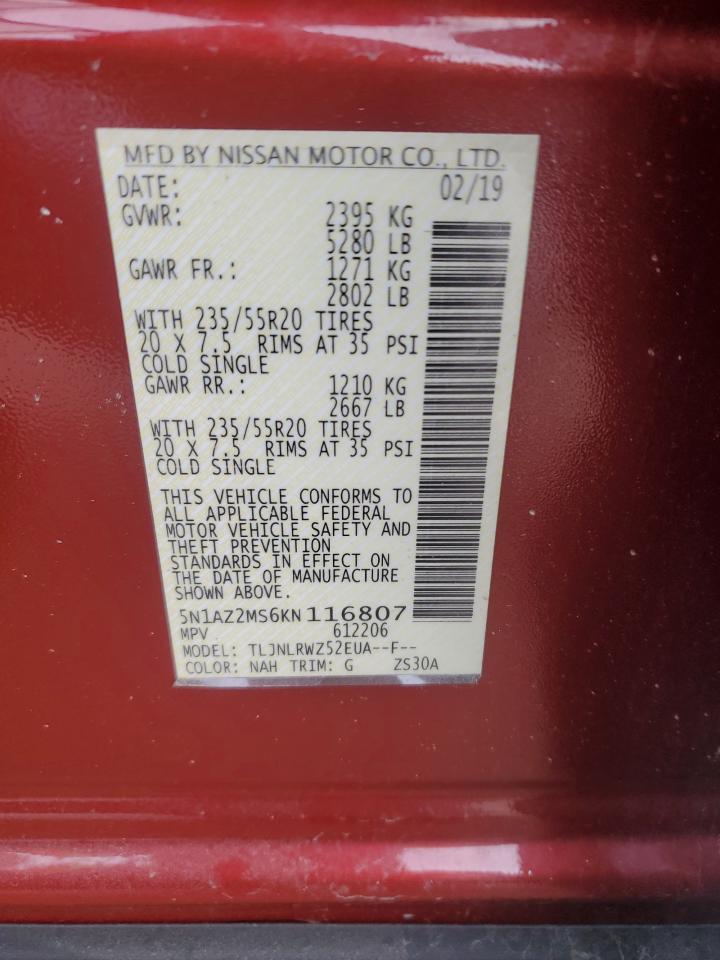 MFD BY NISSAN MOTOR CO., LTD.
DATE: 02/19
GVWR: 2395 KG
5280 LB
GAWR FR.: 1271 KG
2802 LB
WITH 235/55R20 TIRES
20 X 7.5 RIMS AT 35 PSI
COLD SINGLE
GAWR RR.: 1210 KG
2667 LB
WITH 235/55R20 TIRES
20 X 7.5 RIMS AT 35 PSI
COLD SINGLE
THIS VEHICLE CONFORMS TO
ALL APPLICABLE FEDERAL
MOTOR VEHICLE SAFETY AND
THEFT PREVENTION
STANDARDS IN EFFECT ON
THE DATE OF MANUFACTURE
SHOWN ABOVE.
5N1AZ2MS6KN116807
MPV 612206
MODEL: TLJNLRWZ52EUA--F--
COLOR: NAH TRIM: G ZS30A